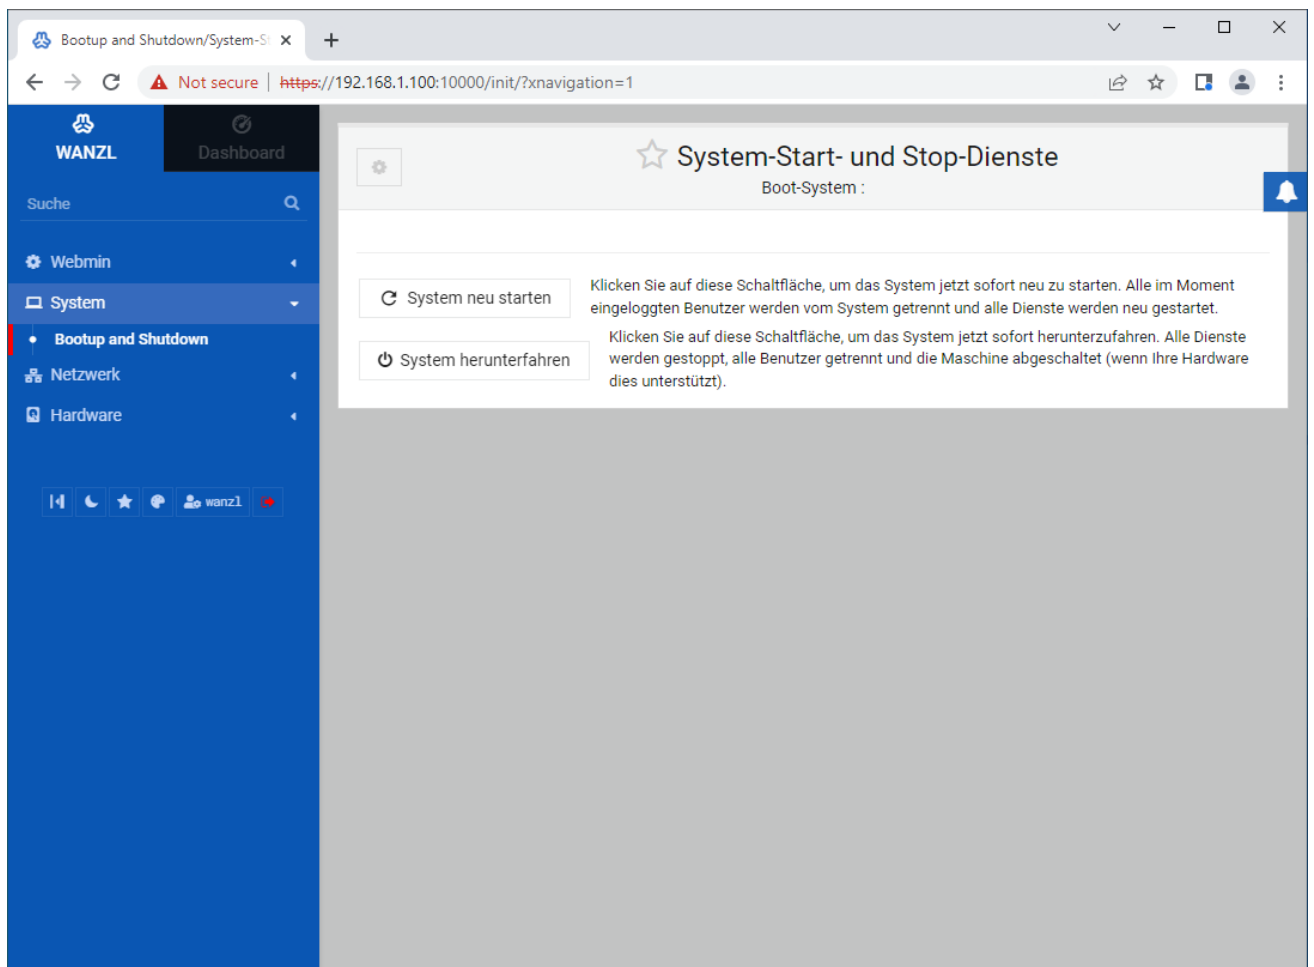 Bootup and Shutdown/System-S
Not secure | https://192.168.1.100:10000/init/?xnavigation=1
WANZL
Dashboard
Suche
Webmin
System
Bootup and Shutdown
Netzwerk
Hardware
wanzl
System-Start- und Stop-Dienste
Boot-System :
System neu starten
Klicken Sie auf diese Schaltfläche, um das System jetzt sofort neu zu starten. Alle im Moment
eingeloggten Benutzer werden vom System getrennt und alle Dienste werden neu gestartet.
System herunterfahren
Klicken Sie auf diese Schaltfläche, um das System jetzt sofort herunterzufahren. Alle Dienste
werden gestoppt, alle Benutzer getrennt und die Maschine abgeschaltet (wenn Ihre Hardware
dies unterstützt).